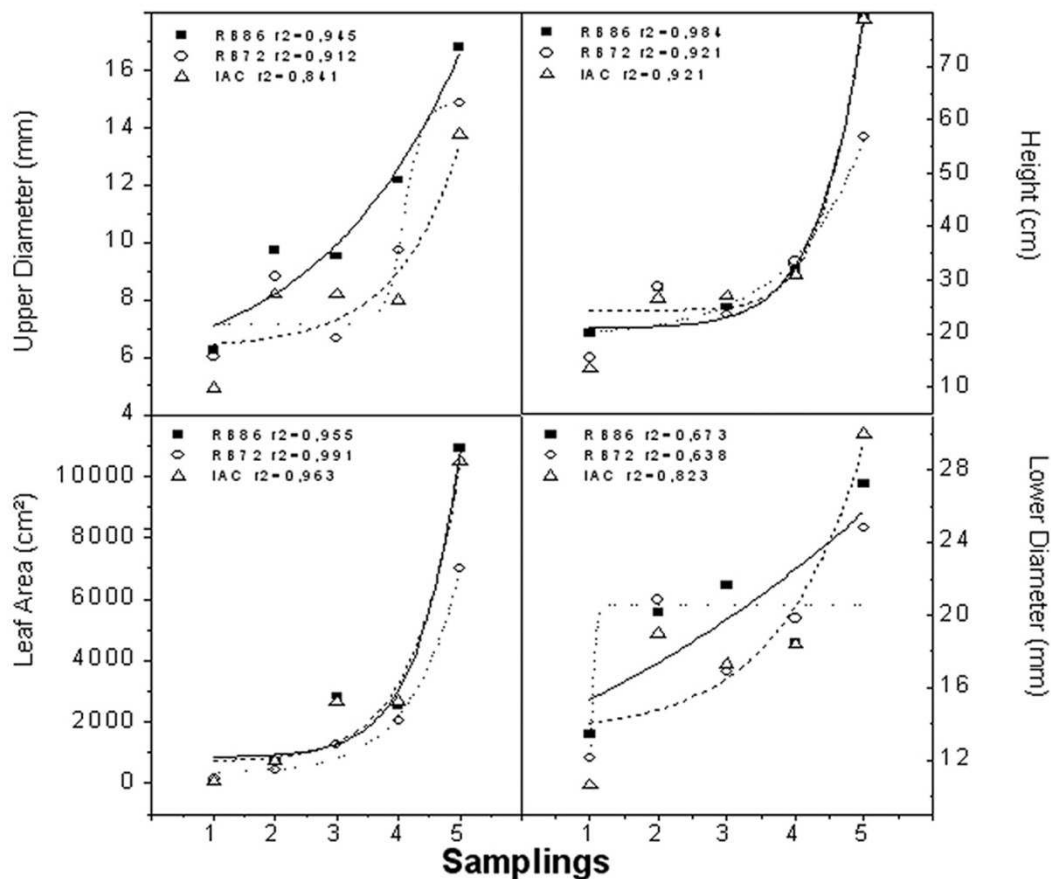 Upper Diameter (mm)
16
14
12
10
8
6
4
RB86 r2=0,945
RB72 r2=0,912
IAC r2=0,841
RB86 r2=0,984
RB72 r2=0,921
IAC r2=0,921
70
60
50
40
30
20
10
Height (cm)
Leaf Area (cm²)
10000
8000
6000
4000
2000
0
RB86 r2=0,955
RB72 r2=0,991
IAC r2=0,963
RB86 r2=0,673
RB72 r2=0,638
IAC r2=0,823
28
24
20
16
12
Lower Diameter (mm)
1 2 3 4 5
1 2 3 4 5
Samplings